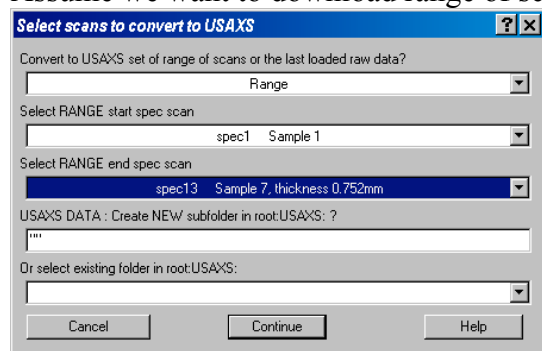 Select scans to convert to USAXS
Convert to USAXS set of range of scans or the last loaded raw data?
Range
Select RANGE start spec scan
spec1 Sample 1
Select RANGE end spec scan
spec13 Sample 7, thickness 0.752mm
USAXS DATA : Create NEW subfolder in root:USAXS: ?
""
Or select existing folder in root:USAXS:
Cancel Continue Help